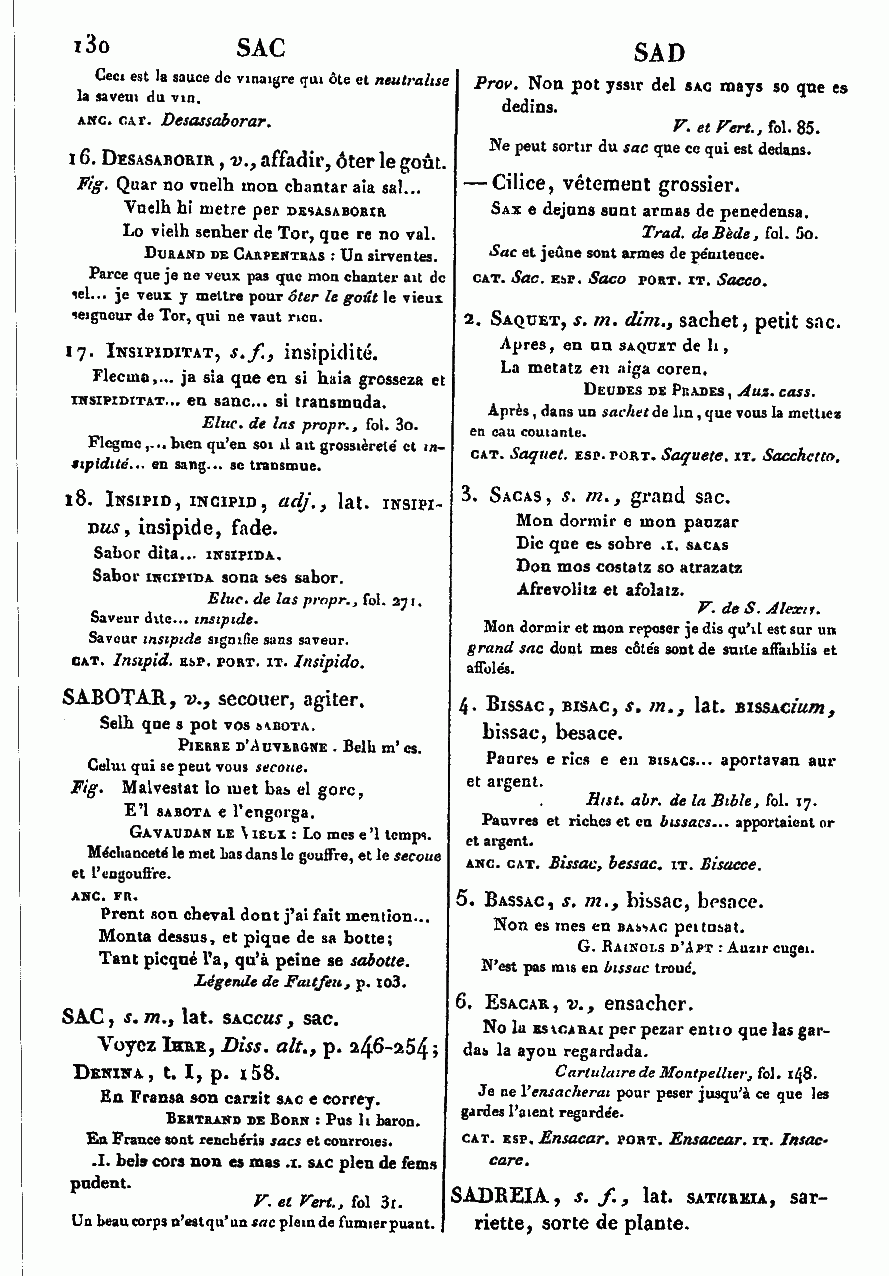 130 SAC
Ceci est la sauce de vinaigre qui ôte et neutralise
la saveur du vin.
ANC. CAT. Desassaborar.
16. DESASABORIR, v., affadir, ôter le goût.
Fig. Quar no vuelh mon chantar aia sal...
Vuelh hi metre per DESASABORIR
Lo vielh senher de Tor, que re no val.
DURAND DE CARPENTRAS : Un sirventes.
Parce que je ne veux pas que mon chanter ait de
sel... je veux y mettre pour ôter le goût le vieux
seigneur de Tor, qui ne vaut rien.
17. INSIPIDITAT, s. f., insipidité.
Flecma,... ja sia que en si haia grosseza et
INSIPIDITAT... en sanc... si transmuda.
Eluc. de las propr., fol. 30.
Flegme,... bien qu'en soi il ait grossièreté et in-
sipidité... en sang... se transmue.
18. INSIPID, INCIPID, adj., lat. INSIPI-
DUS, insipide, fade.
Sabor dita... INSIPIDA.
Sabor INCIPIDA sona ses sabor.
Eluc. de las propr., fol. 271.
Saveur dite... insipide.
Saveur insipide signifie sans saveur.
CAT. Insipid. ESP. PORT. IT. Insipido.
SABOTAR, v., secouer, agiter.
Selh que s pot vos SABOTA.
PIERRE D'AUVERGNE. Belh m'es.
Celui qui se peut vous secoue.
Fig. Malvestat lo met bas el gorc,
E'l SABOTA e l'engorga.
GAVAUDAN LE VIEUX : Lo mes e'l temps.
Méchanceté le met bas dans le gouffre, et le secoue
et l'engouffre.
ANC. FR.
Prent son cheval dont j'ai fait mention...
Monta dessus, et pique de sa botte;
Tant picqué l'a, qu'à peine se sabotte.
Légende de Faitfeu, p. 103.
SAC, s. m., lat. SACCUS, sac.
Voyez IHRE, Diss. alt., p. 246-254;
DENINA, t. I, p. 158.
En Fransa son carzit SAC e correy.
BERTRAND DE BORN : Pus li baron.
En France sont renchéris sacs et courroies.
.I. bels cors non es mas .I. SAC plen de fems
pudent.
V. et Vert., fol 31.
Un beau corps n'est qu'un sac plein de fumier puant.
SAD
Prov. Non pot yssir del SAC mays so que es
dedins.
V. et Vert., fol. 85.
Ne peut sortir du sac que ce qui est dedans.
— Cilice, vêtement grossier.
SAX e dejuns sunt armas de penedensa.
Trad. de Bède, fol. 50.
Sac et jeûne sont armes de pénitence.
CAT. Sac. ESP. Saco PORT. IT. Sacco.
2. SAQUET, s. m. dim., sachet, petit sac.
Apres, en un SAQUET de li,
La metatz en aiga coren.
DEUDES DE PRADES, Auz. cass.
Après, dans un sachet de lin, que vous la mettiez
en eau courante.
CAT. Saquet. ESP. PORT. Saquete. IT. Sacchetto.
3. SACAS, s. m., grand sac.
Mon dormir e mon pauzar
Dic que es sobre .I. SACAS
Don mos costatz so atrazatz
Afrevolitz et afolatz.
V. de S. Alexis.
Mon dormir et mon reposer je dis qu'il est sur un
grand sac dont mes côtés sont de suite affaiblis et
affolés.
4. BISSAC, BISAC, s. m., lat. BISSACium,
bissac, besace.
Paures e rics e en BISACS... aportavan aur
et argent.
Hist. abr. de la Bible, fol. 17.
Pauvres et riches et en bissacs... apportaient or
et argent.
ANC. CAT. Bissac, bessac. IT. Bisacce.
5. BASSAC, s. m., bissac, besace.
Non es mes en BASSAC pertusat.
G. RAINOLS D'APT : Auzir cugei.
N'est pas mis en bissac troué.
6. ESACAR, v., ensacher.
No la ESACARAI per pezar entro que las gar-
das la ayou regardada.
Cartulaire de Montpellier, fol. 148.
Je ne l'ensacherai pour peser jusqu'à ce que les
gardes l'aient regardée.
CAT. ESP. Ensacar. PORT. Ensaccar. IT. Insac-
care.
SADREIA, s. f., lat. SATUREIA, sar-
riette, sorte de plante.